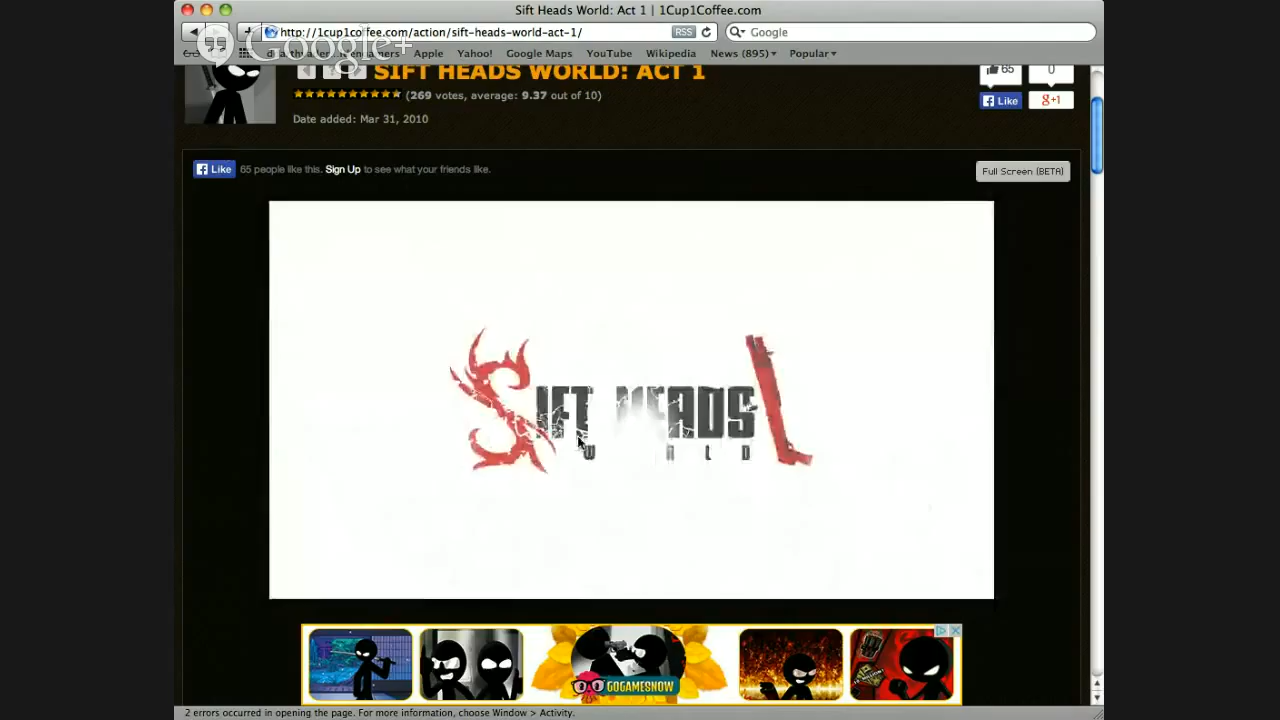 Sift Heads World: Act 1 | 1Cup1Coffee.com
http://1cup1coffee.com/action/sift-heads-world-act-1/
RSS
Google
Google+
Apple
Yahoo!
Google Maps
YouTube
Wikipedia
News (895)
Popular
SIFT HEADS WORLD: ACT 1
65
0
(269 votes, average: 9.37 out of 10)
Like
+1
Date added: Mar 31, 2010
Like
65 people like this. Sign Up to see what your friends like.
Full Screen (BETA)
SIFT HEADS
GOGAMESNOW
2 errors occurred in opening the page. For more information, choose Window > Activity.